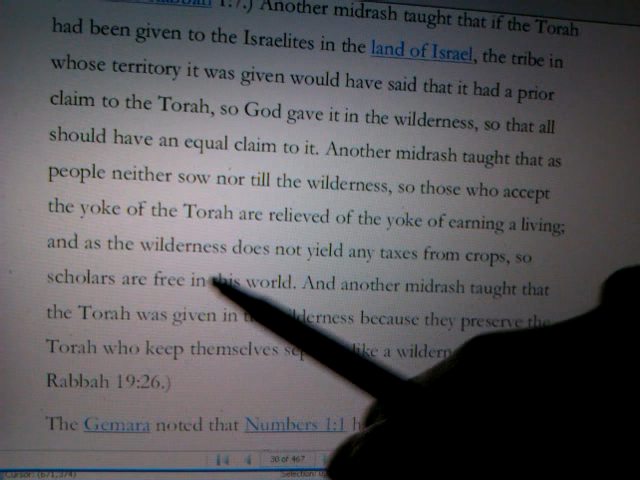 Rabbah 1:7.) Another midrash taught that if the Torah
had been given to the Israelites in the land of Israel, the tribe in
whose territory it was given would have said that it had a prior
claim to the Torah, so God gave it in the wilderness, so that all
should have an equal claim to it. Another midrash taught that as
people neither sow nor till the wilderness, so those who accept
the yoke of the Torah are relieved of the yoke of earning a living;
and as the wilderness does not yield any taxes from crops, so
scholars are free in this world. And another midrash taught that
the Torah was given in wilderness because they preserve the
Torah who keep themselves like a
Rabbah 19:26.)
The Gemara noted that Numbers 1:1
30 of 467
Cursor: (671,374)